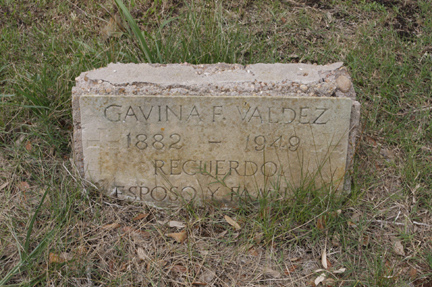 GAVINA F. VALDEZ
1882 - 1949
RECUERDO
ESPOSO Y